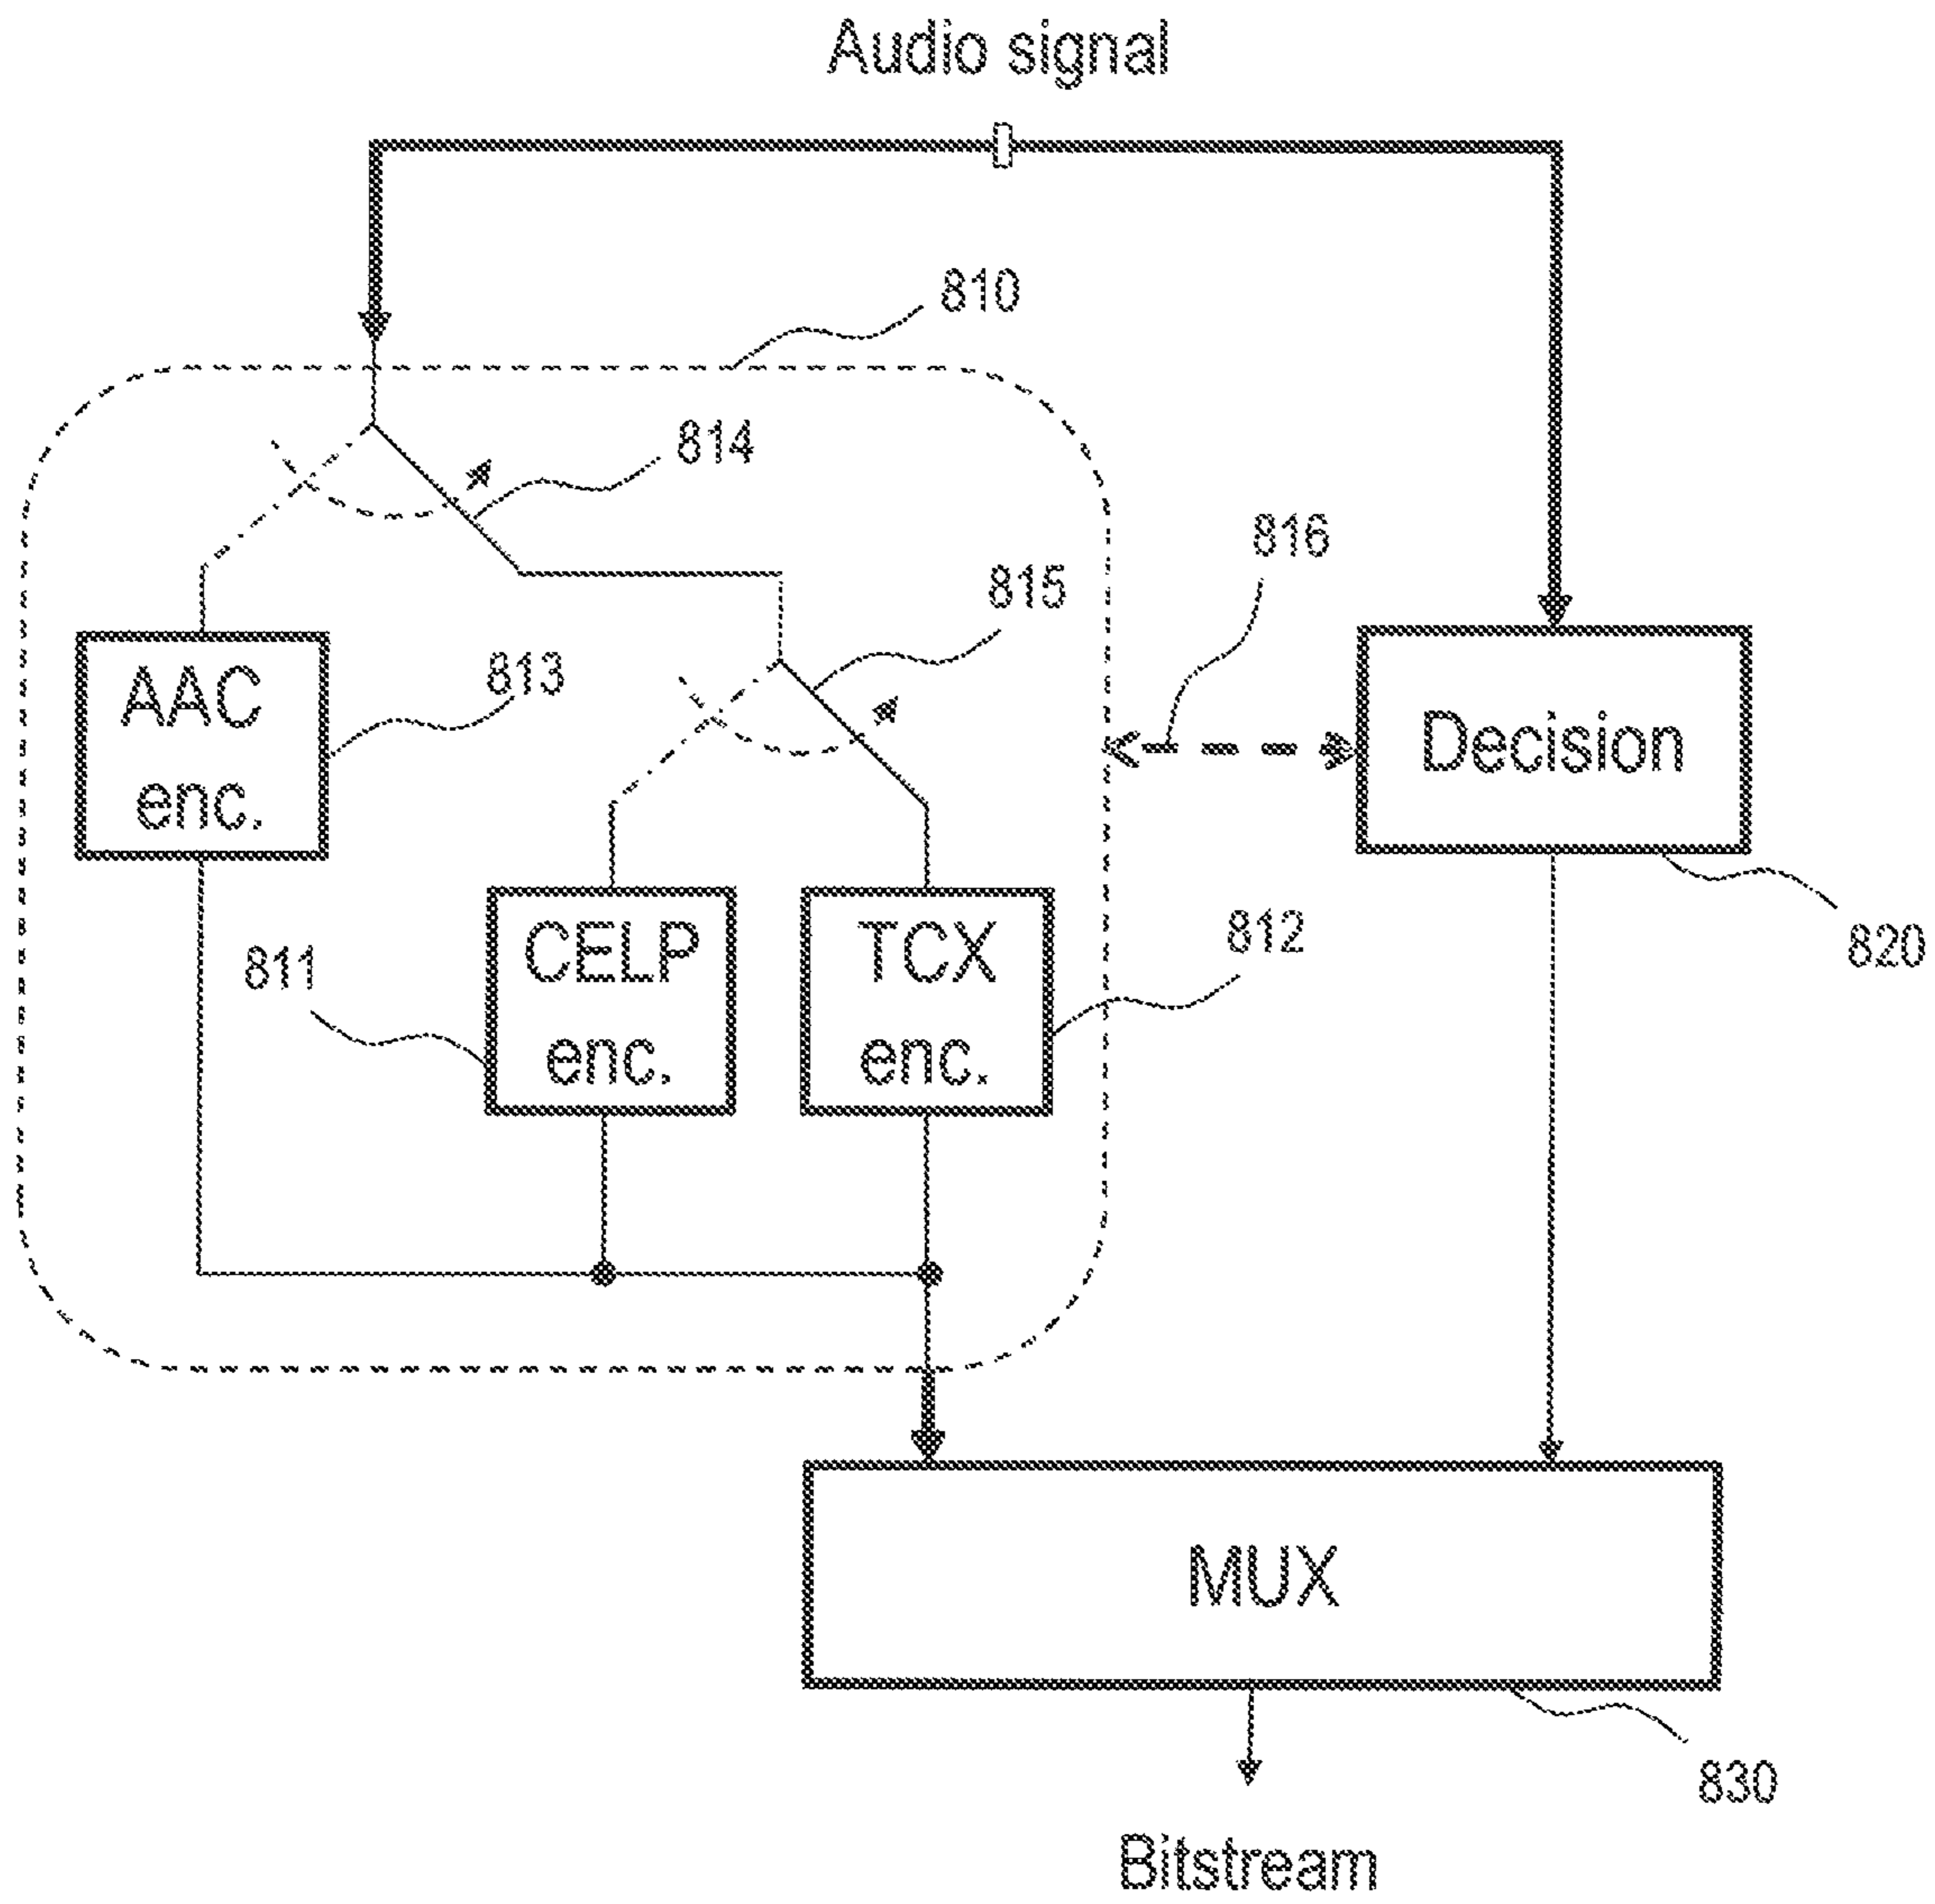 Audio signal
810
814
816
815
AAC
enc.
813
Decision
CELP
enc.
TCX
enc.
811
812
820
MUX
830
Bitstream